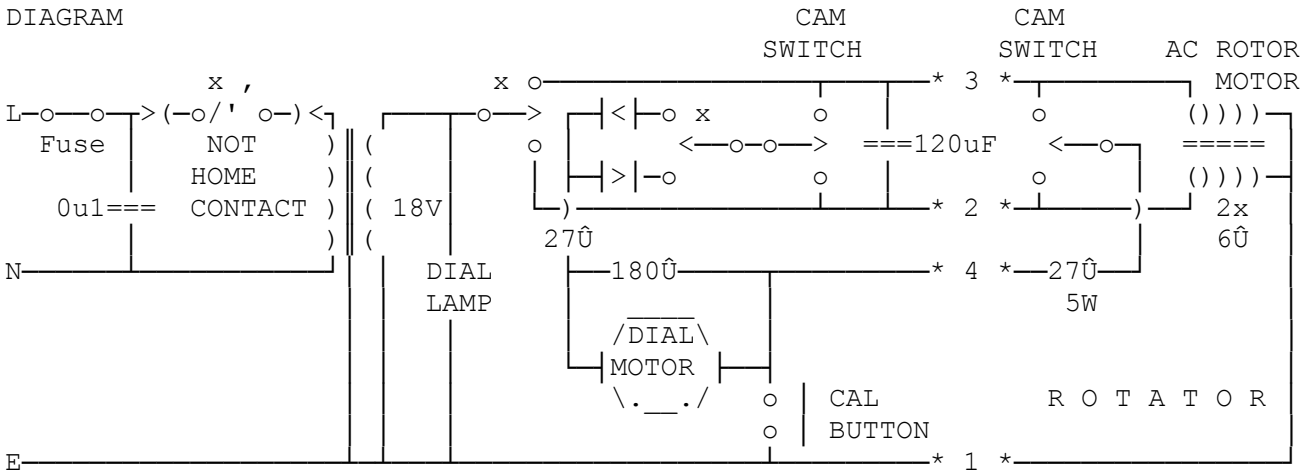 DIAGRAM CAM CAM
SWITCH SWITCH AC ROTOR
x , x 3 MOTOR
L x
Fuse NOT 120uF
HOME
0u1 CONTACT 18V 2 2x
27Û 6Û
N DIAL 180Û 4 27Û
LAMP 5W
DIAL
MOTOR
CAL R O T A T O R
BUTTON
E 1